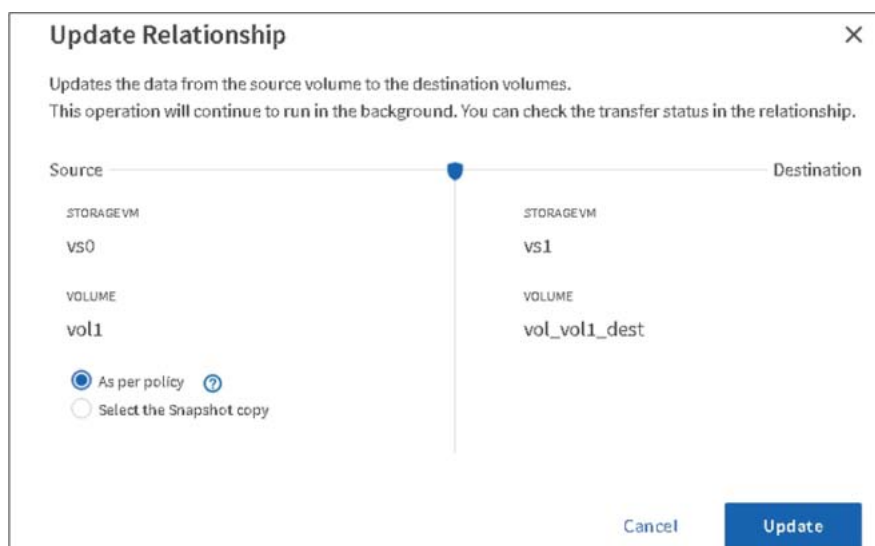 Update Relationship
Updates the data from the source volume to the destination volumes.
This operation will continue to run in the background. You can check the transfer status in the relationship.
Source
Destination
STORAGE VM
vs0
STORAGE VM
vs1
VOLUME
vol1
VOLUME
vol_vol1_dest
As per policy ?
Select the Snapshot copy
Cancel
Update